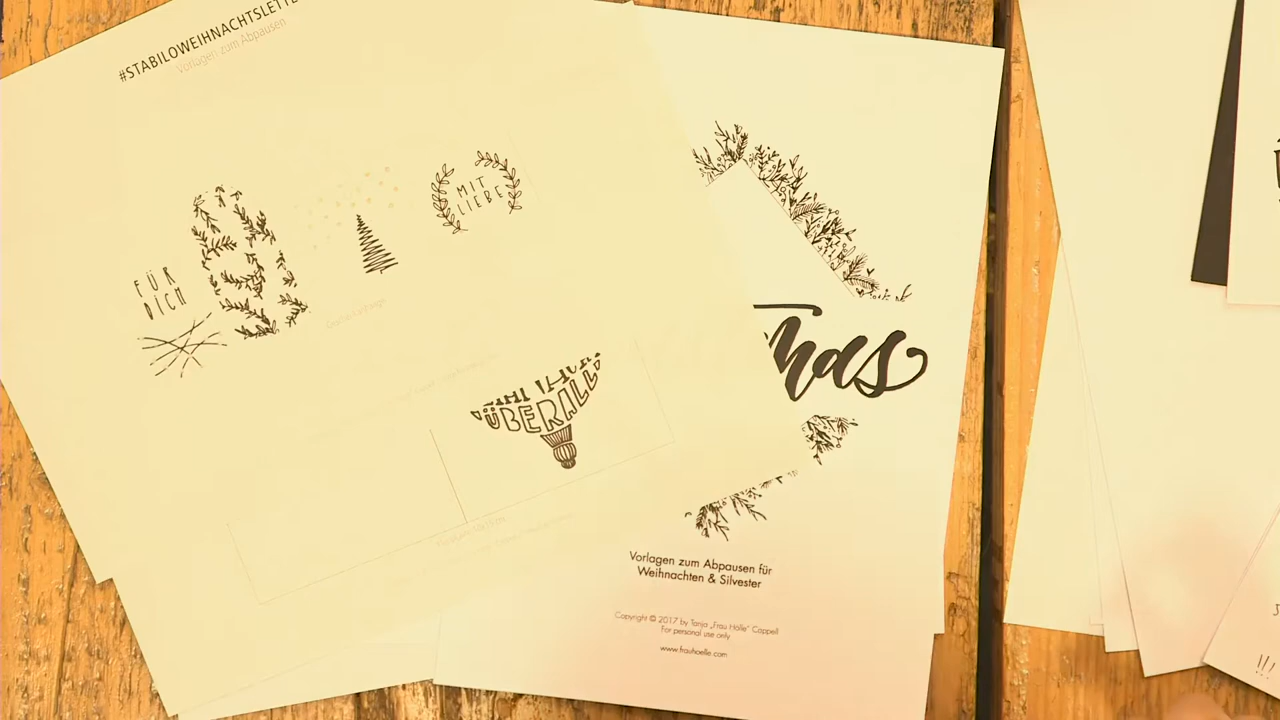 #STABILOWEIHNACHTSLETTE
Vorlagen zum Abpausen
MIT
LIEBE
FÜR
DICH
ÜBERALL
mas
Vorlagen zum Abpausen für
Weihnachten & Silvester
Copyright © 2017 by Tanja „Frau Hölle“ Cappell
For personal use only
www.frauhoelle.com
!!!